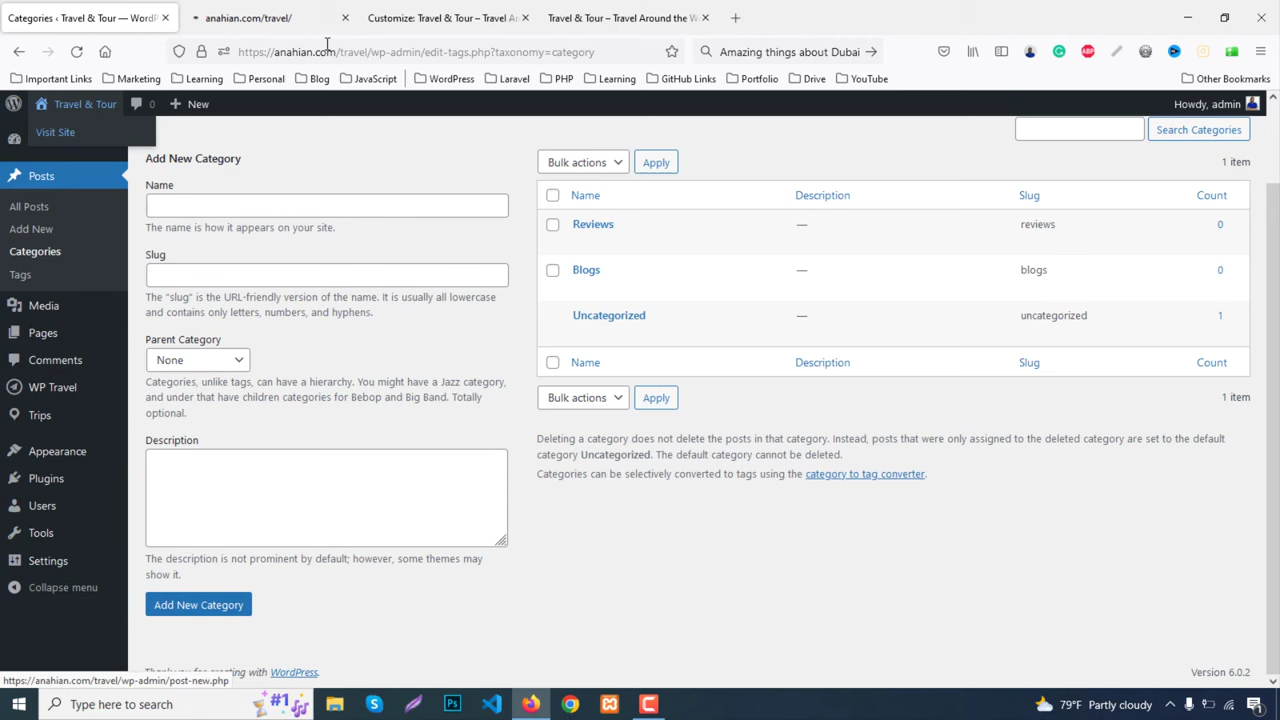 Categories ‹ Travel & Tour — WordP
anahian.com/travel/
Customize: Travel & Tour – Travel Ar
Travel & Tour – Travel Around the W
https://anahian.com/travel/wp-admin/edit-tags.php?taxonomy=category
Amazing things about Dubai
Important Links
Marketing
Learning
Personal
Blog
JavaScript
WordPress
Laravel
PHP
Learning
GitHub Links
Portfolio
Drive
YouTube
Other Bookmarks
Travel & Tour
0
New
Howdy, admin
Visit Site
Search Categories
Add New Category
Bulk actions
Apply
1 item
Posts
Name
Name
Description
Slug
Count
All Posts
The name is how it appears on your site.
Reviews
—
reviews
0
Add New
Categories
Slug
Blogs
—
blogs
0
Tags
The “slug” is the URL-friendly version of the name. It is usually all lowercase
and contains only letters, numbers, and hyphens.
Media
Uncategorized
—
uncategorized
1
Pages
Parent Category
Comments
None
Name
Description
Slug
Count
WP Travel
Categories, unlike tags, can have a hierarchy. You might have a Jazz category,
and under that have children categories for Bebop and Big Band. Totally
optional.
Bulk actions
Apply
1 item
Trips
Description
Deleting a category does not delete the posts in that category. Instead, posts that were only assigned to the deleted category are set to the default
category Uncategorized. The default category cannot be deleted.
Categories can be selectively converted to tags using the category to tag converter.
Appearance
Plugins
Users
Tools
Settings
Collapse menu
The description is not prominent by default; however, some themes may
show it.
Add New Category
Thank you for creating with WordPress.
Version 6.0.2
https://anahian.com/travel/wp-admin/post-new.php
Type here to search
#1
Ps
79°F Partly cloudy
1